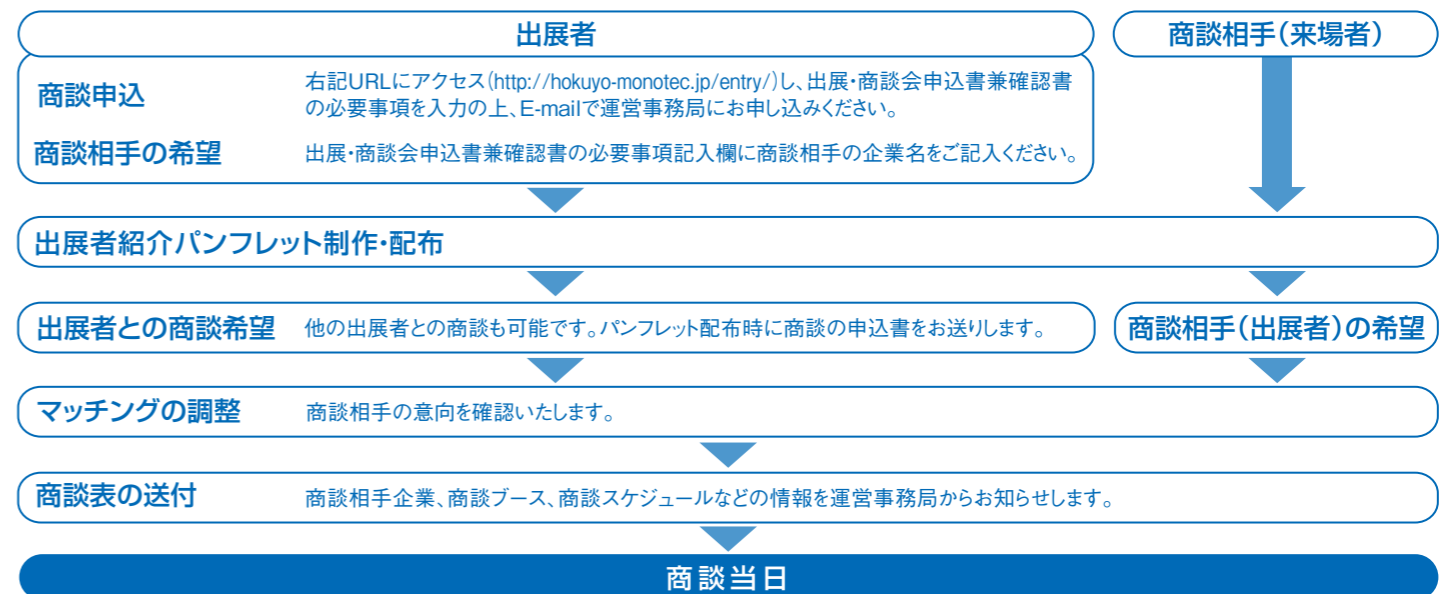 出展者
商談相手（来場者）
商談申込
右記URLにアクセス（http://hokuyo-monotec.jp/entry/）し、出展・商談会申込書兼確認書
の必要事項を入力の上、E-mailで運営事務局にお申し込みください。
商談相手の希望
出展・商談会申込書兼確認書の必要事項記入欄に商談相手の企業名をご記入ください。
出展者紹介パンフレット制作・配布
出展者との商談希望
他の出展者との商談も可能です。パンフレット配布時に商談の申込書をお送りします。
商談相手（出展者）の希望
マッチングの調整
商談相手の意向を確認いたします。
商談表の送付
商談相手企業、商談ブース、商談スケジュールなどの情報を運営事務局からお知らせします。
商談当日